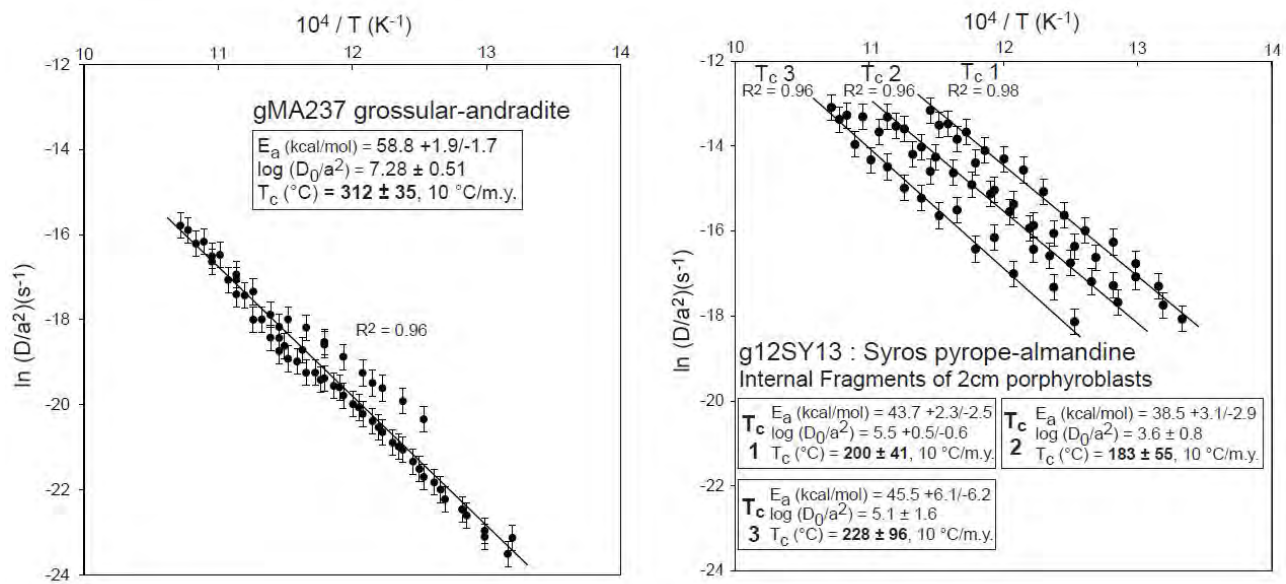 10⁴ / T (K⁻¹)
10 11 12 13 14
-12
-14
-16
-18
-20
-22
-24
ln (D/a²)(s⁻¹)
gMA237 grossular-andradite
Eₐ (kcal/mol) = 58.8 +1.9/-1.7
log (D₀/a²) = 7.28 ± 0.51
T꜀ (°C) = 312 ± 35, 10 °C/m.y.
R² = 0.96
10⁴ / T (K⁻¹)
10 11 12 13 14
-12
-14
-16
-18
-20
-22
-24
ln (D/a²)(s⁻¹)
T꜀ 3 T꜀ 2 T꜀ 1
R² = 0.96 R² = 0.96 R² = 0.98
g12SY13 : Syros pyrope-almandine
Internal Fragments of 2cm porphyroblasts
T꜀ 1
Eₐ (kcal/mol) = 43.7 +2.3/-2.5
log (D₀/a²) = 5.5 +0.5/-0.6
T꜀ (°C) = 200 ± 41, 10 °C/m.y.
T꜀ 2
Eₐ (kcal/mol) = 38.5 +3.1/-2.9
log (D₀/a²) = 3.6 ± 0.8
T꜀ (°C) = 183 ± 55, 10 °C/m.y.
T꜀ 3
Eₐ (kcal/mol) = 45.5 +6.1/-6.2
log (D₀/a²) = 5.1 ± 1.6
T꜀ (°C) = 228 ± 96, 10 °C/m.y.